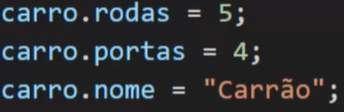 carro.rodas = 5;
carro.portas = 4;
carro.nome = "Carrão";